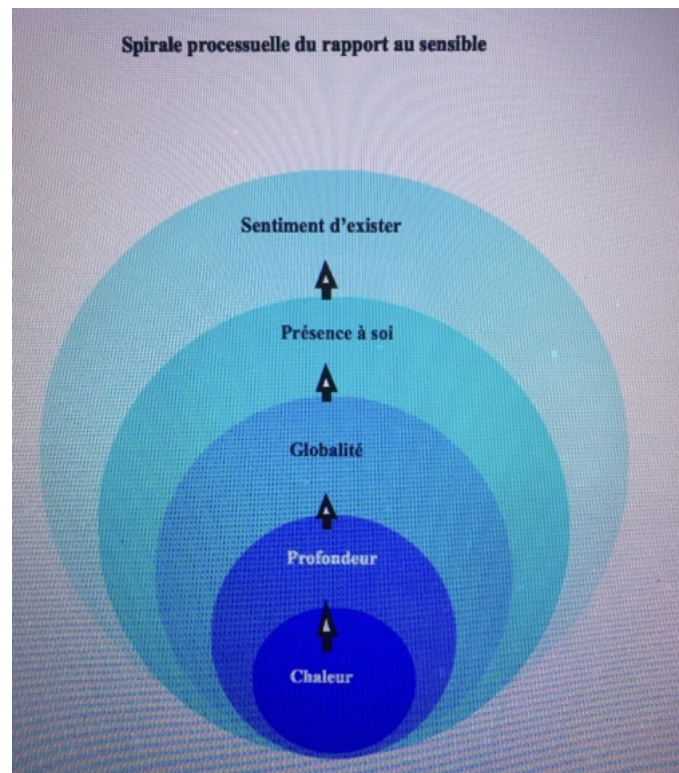 Spirale processuelle du rapport au sensible
Sentiment d'exister
Présence à soi
Globalité
Profondeur
Chaleur